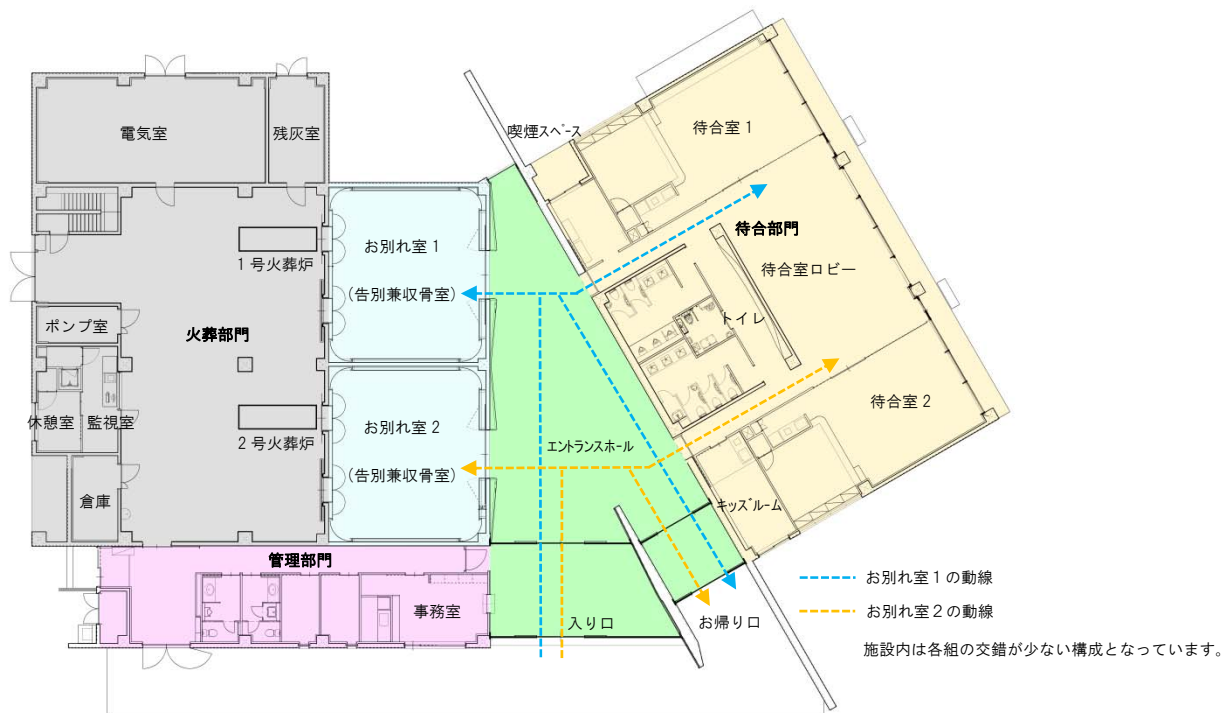 電気室
残灰室
喫煙スペース
待合室1
お別れ室1
1号火葬炉
(告別兼収骨室)
待合部門
待合室ロビー
ポンプ室
火葬部門
トイレ
休憩室
監視室
お別れ室2
待合室2
2号火葬炉
エントランスホール
(告別兼収骨室)
倉庫
キッズルーム
管理部門
事務室
入り口
お帰り口
お別れ室1の動線
お別れ室2の動線
施設内は各組の交錯が少ない構成となっています。